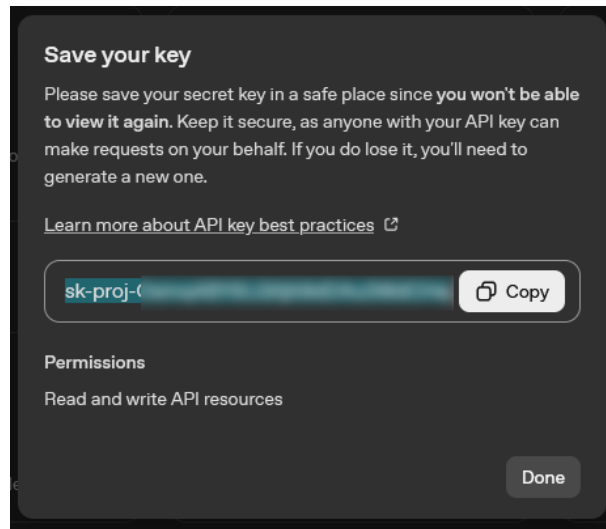 Save your key
Please save your secret key in a safe place since you won't be able
to view it again. Keep it secure, as anyone with your API key can
make requests on your behalf. If you do lose it, you'll need to
generate a new one.
Learn more about API key best practices
sk-proj-
Copy
Permissions
Read and write API resources
Done